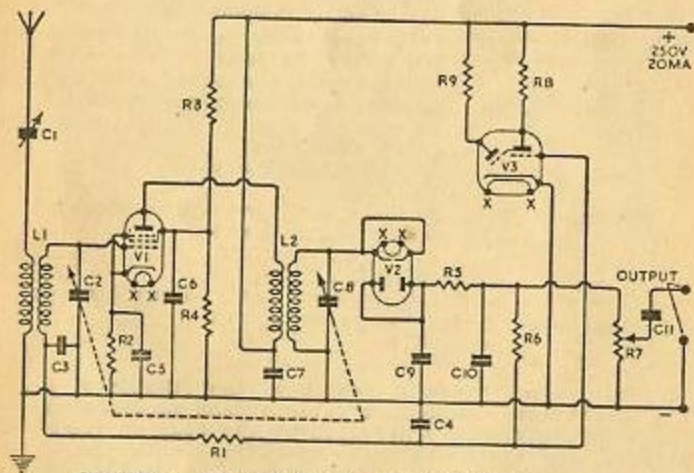 +
250V
20MA
R9
R8
R3
C1
V3
X X
L1
V1
L2
X X
V2
C2
C6
C8
R5
OUTPUT
X X
R4
C11
R2
C3
C5
C7
C9
C10
R6
R7
C4
−
R1